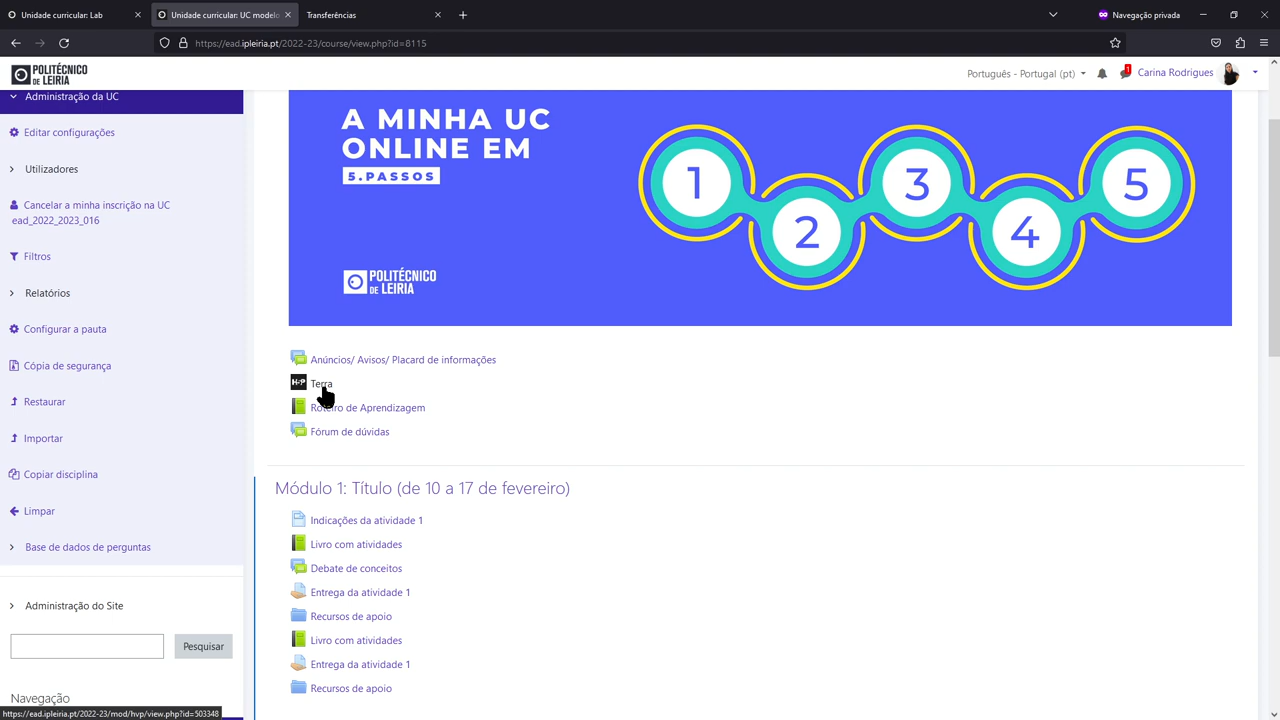 Unidade curricular: Lab
Unidade curricular: UC modelo
Transferências
Navegação privada
https://ead.ipleiria.pt/2022-23/course/view.php?id=8115
POLITÉCNICO
DE LEIRIA
Português - Portugal (pt)
1
Carina Rodrigues
Administração da UC
Editar configurações
Utilizadores
Cancelar a minha inscrição na UC
ead_2022_2023_016
Filtros
Relatórios
Configurar a pauta
Cópia de segurança
Restaurar
Importar
Copiar disciplina
Limpar
Base de dados de perguntas
Administração do Site
Pesquisar
Navegação
https://ead.ipleiria.pt/2022-23/mod/hvp/view.php?id=503348
A MINHA UC
ONLINE EM
5.PASSOS
1
2
3
4
5
POLITÉCNICO
DE LEIRIA
Anúncios/ Avisos/ Placard de informações
H-P
Terra
Roteiro de Aprendizagem
Fórum de dúvidas
Módulo 1: Título (de 10 a 17 de fevereiro)
Indicações da atividade 1
Livro com atividades
Debate de conceitos
Entrega da atividade 1
Recursos de apoio
Livro com atividades
Entrega da atividade 1
Recursos de apoio